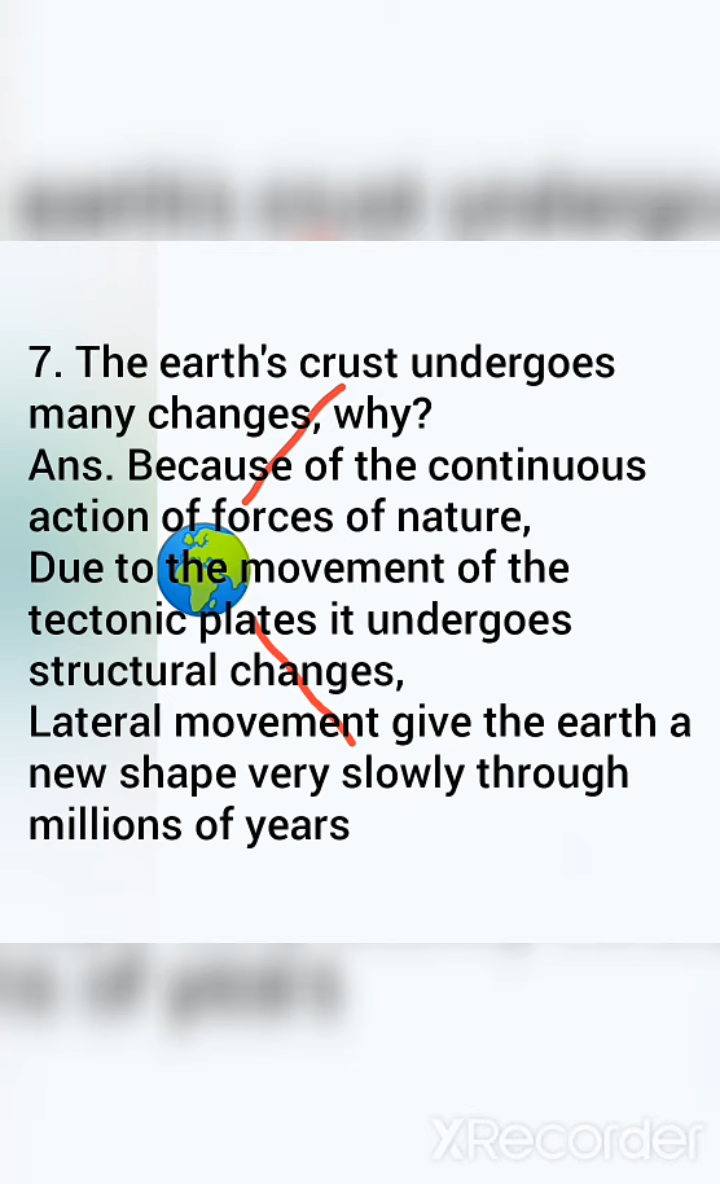 7. The earth's crust undergoes
many changes, why?
Ans. Because of the continuous
action of forces of nature,
Due to the movement of the
tectonic plates it undergoes
structural changes,
Lateral movement give the earth a
new shape very slowly through
millions of years
XRecorder